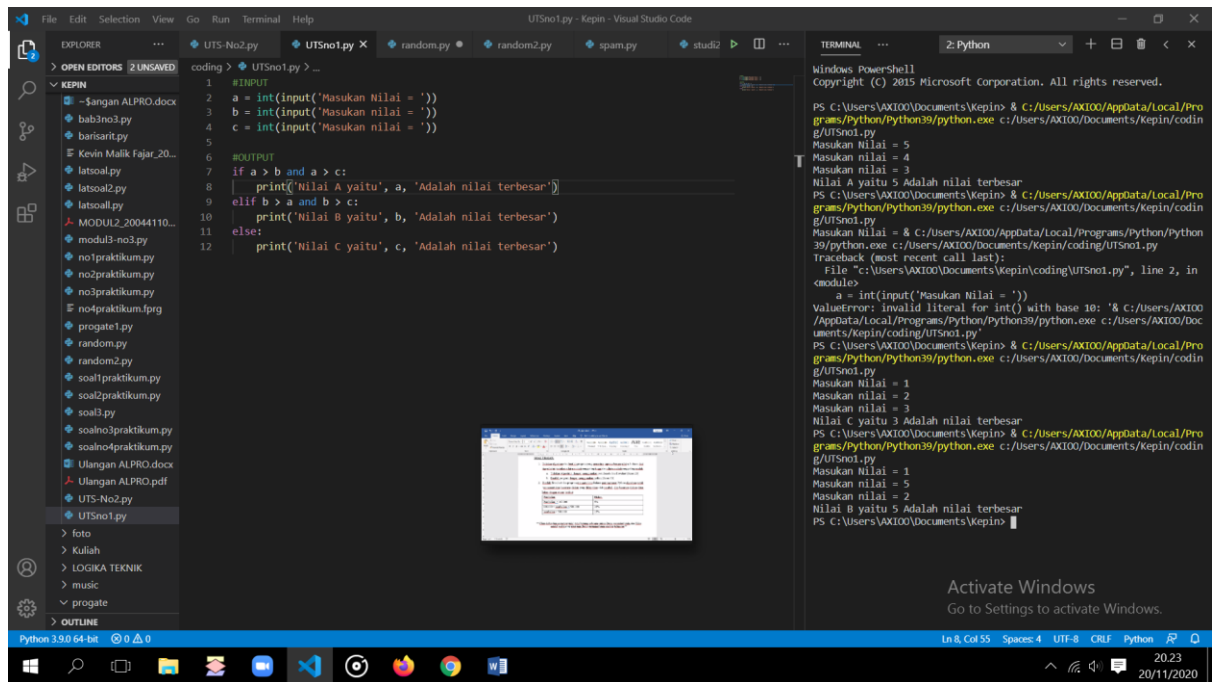 File Edit Selection View Go Run Terminal Help
UTSno1.py - Kepin - Visual Studio Code
EXPLORER
OPEN EDITORS 2 UNSAVED
KEPIN
~$angan ALPRO.docx
bab3no3.py
barisarit.py
Kevin Malik Fajar_20...
latsoal.py
latsoal2.py
latsoall.py
MODUL2_20044110...
modul3-no3.py
no1praktikum.py
no2praktikum.py
no3praktikum.py
no4praktikum.fprg
progate1.py
random.py
random2.py
soal1praktikum.py
soal2praktikum.py
soal3.py
soalno3praktikum.py
soalno4praktikum.py
Ulangan ALPRO.docx
Ulangan ALPRO.pdf
UTS-No2.py
UTSno1.py
foto
Kuliah
LOGIKA TEKNIK
music
progate
OUTLINE
UTS-No2.py UTSno1.py random.py random2.py spam.py studi2
coding > UTSno1.py > ...
1 #INPUT
2 a = int(input('Masukan Nilai = '))
3 b = int(input('Masukan nilai = '))
4 c = int(input('Masukan nilai = '))
5
6 #OUTPUT
7 if a > b and a > c:
8 print('Nilai A yaitu', a, 'Adalah nilai terbesar')
9 elif b > a and b > c:
10 print('Nilai B yaitu', b, 'Adalah nilai terbesar')
11 else:
12 print('Nilai C yaitu', c, 'Adalah nilai terbesar')
TERMINAL ... 2: Python
Windows PowerShell
Copyright (C) 2015 Microsoft Corporation. All rights reserved.
PS C:\Users\AXIOO\Documents\Kepin> & C:/Users/AXIOO/AppData/Local/Pro
grams/Python/Python39/python.exe c:/Users/AXIOO/Documents/Kepin/codin
g/UTSno1.py
Masukan Nilai = 5
Masukan nilai = 4
Masukan nilai = 3
Nilai A yaitu 5 Adalah nilai terbesar
PS C:\Users\AXIOO\Documents\Kepin> & C:/Users/AXIOO/AppData/Local/Pro
grams/Python/Python39/python.exe c:/Users/AXIOO/Documents/Kepin/codin
g/UTSno1.py
Masukan Nilai = & C:/Users/AXIOO/AppData/Local/Programs/Python/Python
39/python.exe c:/Users/AXIOO/Documents/Kepin/coding/UTSno1.py
Traceback (most recent call last):
File "c:\Users\AXIOO\Documents\Kepin\coding\UTSno1.py", line 2, in
<module>
a = int(input('Masukan Nilai = '))
ValueError: invalid literal for int() with base 10: '& C:/Users/AXIOO
/AppData/Local/Programs/Python/Python39/python.exe c:/Users/AXIOO/Doc
uments/Kepin/coding/UTSno1.py'
PS C:\Users\AXIOO\Documents\Kepin> & C:/Users/AXIOO/AppData/Local/Pro
grams/Python/Python39/python.exe c:/Users/AXIOO/Documents/Kepin/codin
g/UTSno1.py
Masukan Nilai = 1
Masukan nilai = 2
Masukan nilai = 3
Nilai C yaitu 3 Adalah nilai terbesar
PS C:\Users\AXIOO\Documents\Kepin> & C:/Users/AXIOO/AppData/Local/Pro
grams/Python/Python39/python.exe c:/Users/AXIOO/Documents/Kepin/codin
g/UTSno1.py
Masukan Nilai = 1
Masukan nilai = 5
Masukan nilai = 2
Nilai B yaitu 5 Adalah nilai terbesar
PS C:\Users\AXIOO\Documents\Kepin>
Activate Windows
Go to Settings to activate Windows.
Python 3.9.0 64-bit 0 0 Ln 8, Col 55 Spaces: 4 UTF-8 CRLF Python
20.23
20/11/2020